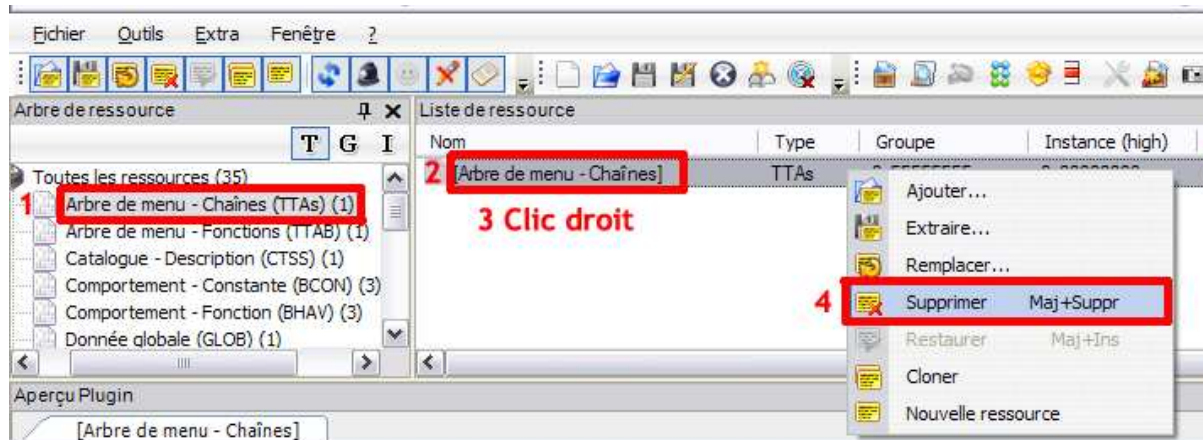 Fichier Outils Extra Fenêtre ?
Arbre de ressource
Liste de ressource
T G I
Nom Type Groupe Instance (high)
Toutes les ressources (35)
2 [Arbre de menu - Chaînes] TTAs
1 Arbre de menu - Chaînes (TTAs) (1)
Ajouter...
3 Clic droit
Arbre de menu - Fonctions (TTAB) (1)
Extraire...
Catalogue - Description (CTSS) (1)
Remplacer...
Comportement - Constante (BCON) (3)
4 Supprimer Maj+Suppr
Comportement - Fonction (BHAV) (3)
Donnée globale (GLOB) (1)
Restaurer Maj+Ins
Cloner
Aperçu Plugin
Nouvelle ressource
[Arbre de menu - Chaînes]